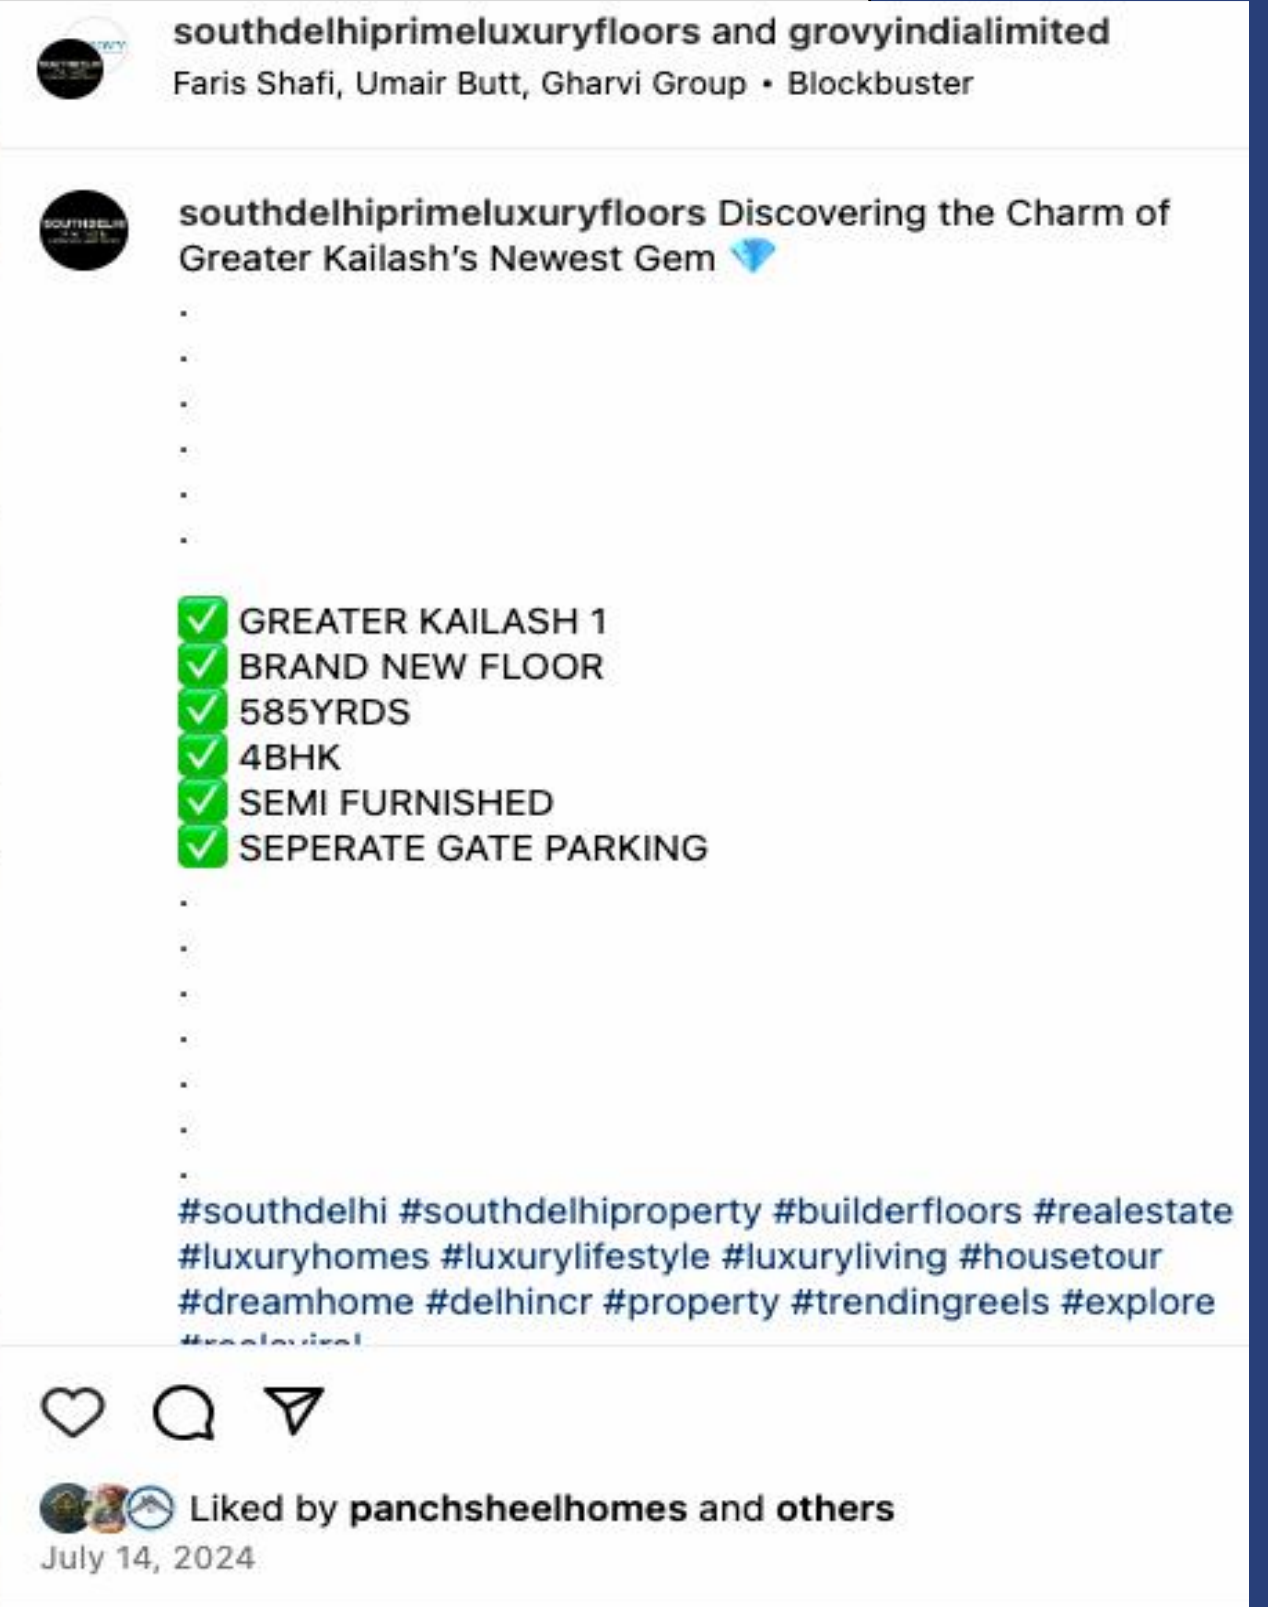 southdelhiprimeluxuryfloors and grovyindialimited
Faris Shafi, Umair Butt, Gharvi Group • Blockbuster
southdelhiprimeluxuryfloors Discovering the Charm of
Greater Kailash’s Newest Gem 💎
.
.
.
.
.
.
✅ GREATER KAILASH 1
✅ BRAND NEW FLOOR
✅ 585YRDS
✅ 4BHK
✅ SEMI FURNISHED
✅ SEPERATE GATE PARKING
.
.
.
.
.
.
.
#southdelhi #southdelhiproperty #builderfloors #realestate
#luxuryhomes #luxurylifestyle #luxuryliving #housetour
#dreamhome #delhincr #property #trendingreels #explore
Liked by panchsheelhomes and others
July 14, 2024